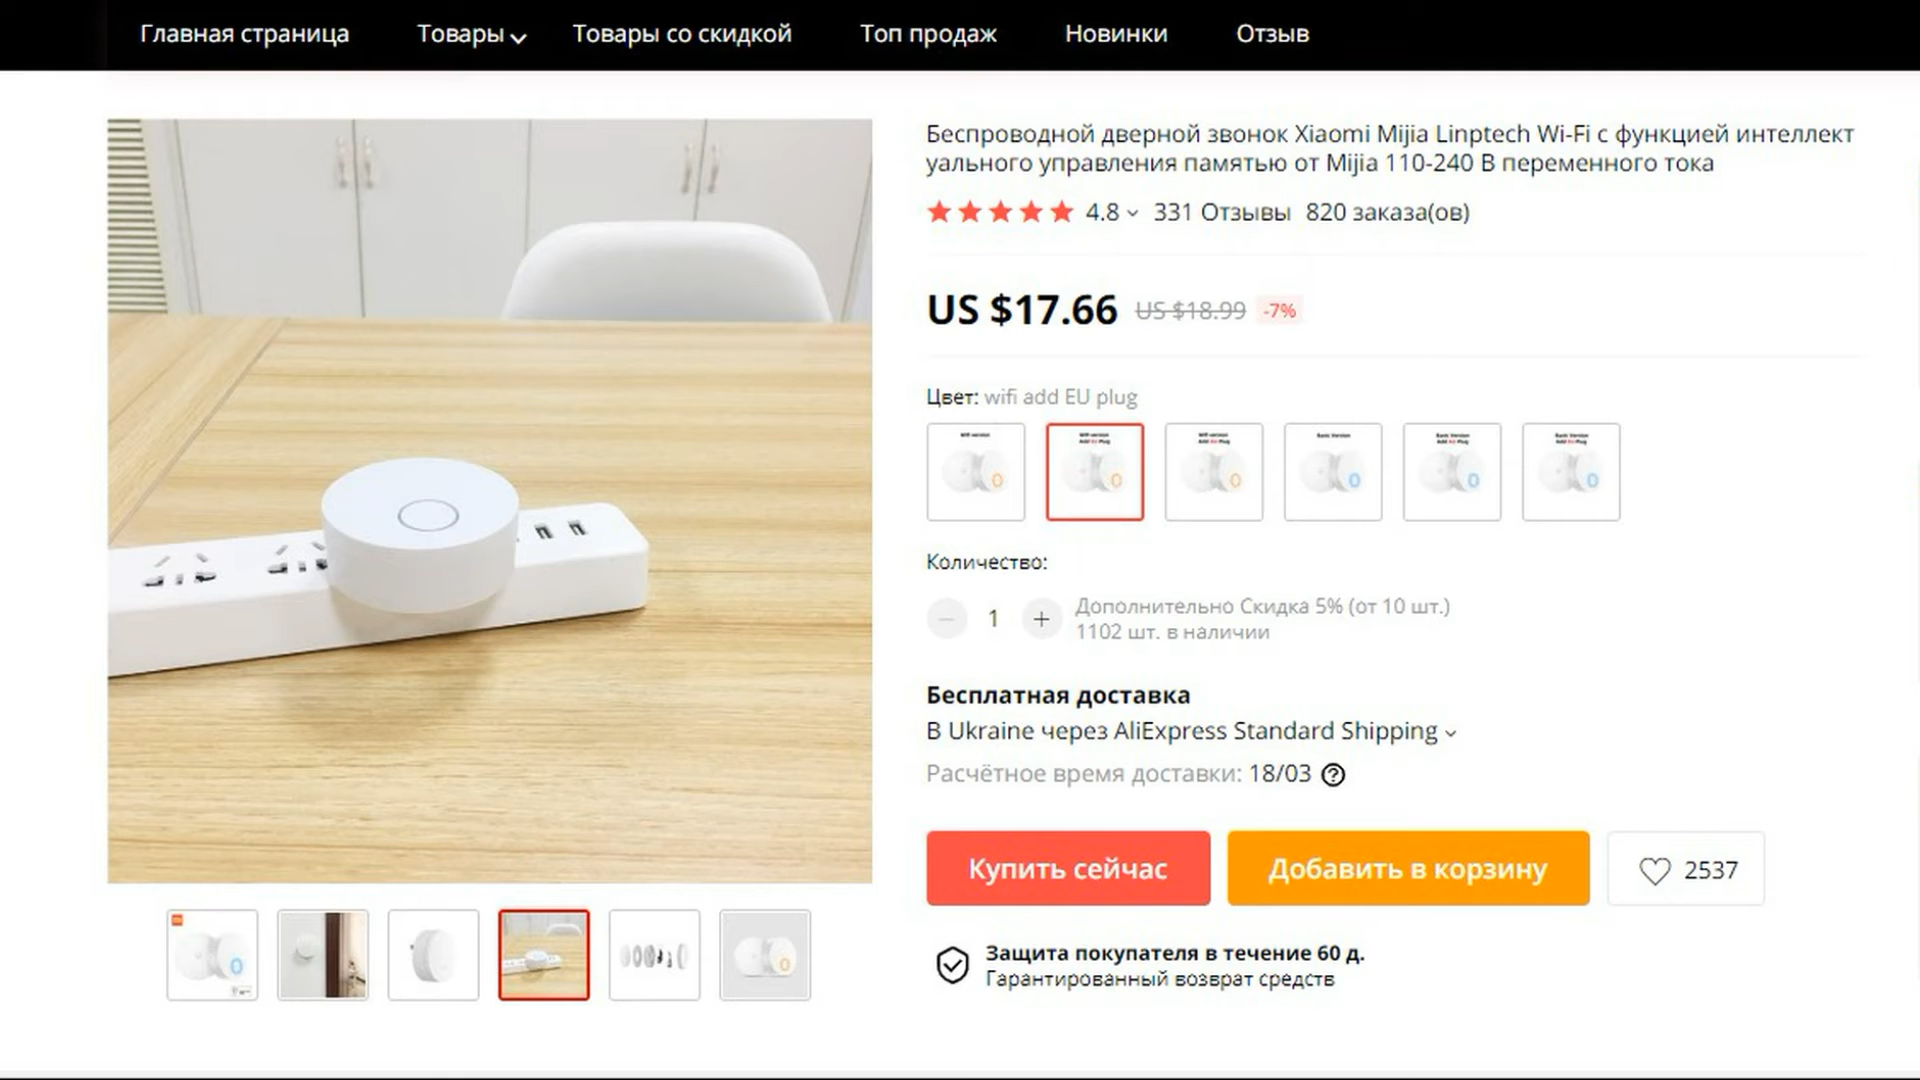 Главная страница
Товары
Товары со скидкой
Топ продаж
Новинки
Отзыв
Беспроводной дверной звонок Xiaomi Mijia Linptech Wi-Fi с функцией интеллект
уального управления памятью от Mijia 110-240 В переменного тока
4.8 331 Отзывы 820 заказа(ов)
US $17.66 US $18.99 -7%
Цвет: wifi add EU plug
Количество:
1
Дополнительно Скидка 5% (от 10 шт.)
1102 шт. в наличии
Бесплатная доставка
В Ukraine через AliExpress Standard Shipping
Расчётное время доставки: 18/03
Купить сейчас
Добавить в корзину
2537
Защита покупателя в течение 60 д.
Гарантированный возврат средств